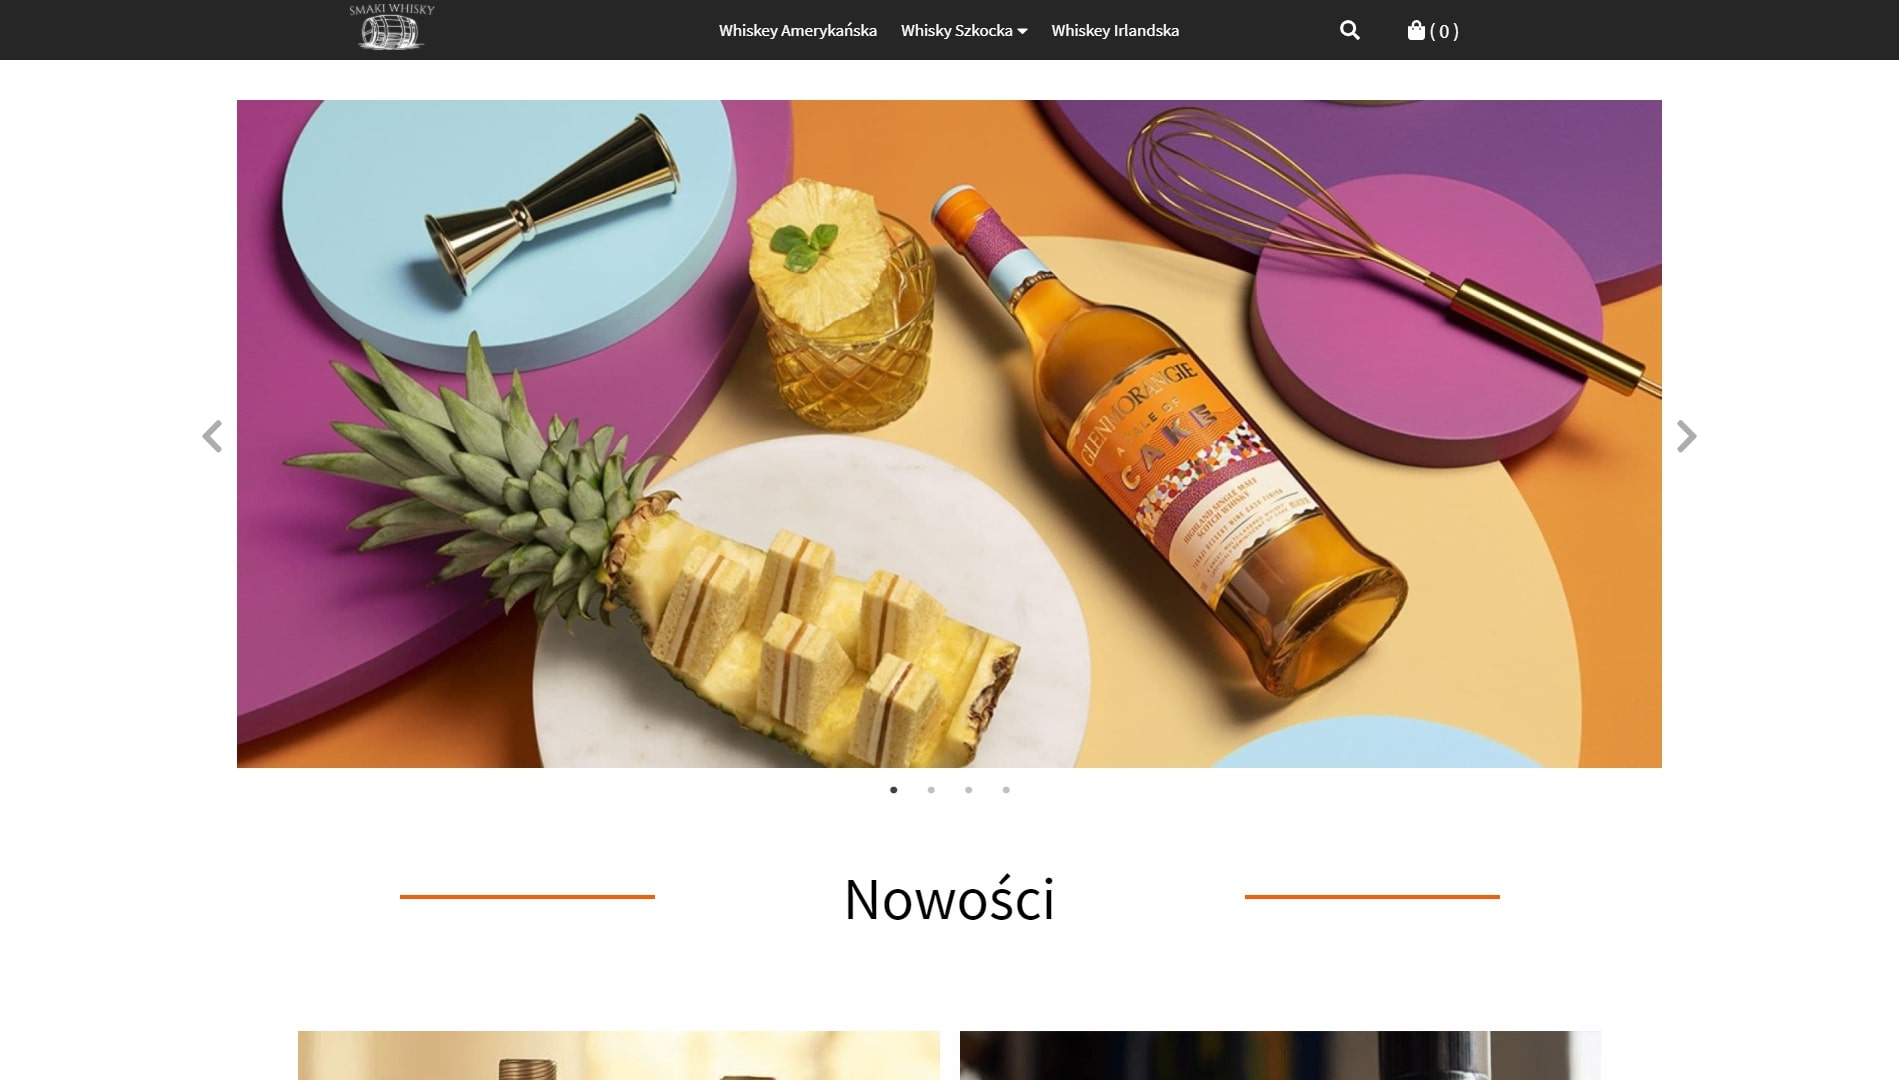 SMAKI WHISKY
Whiskey Amerykańska
Whisky Szkocka
Whiskey Irlandska
( 0 )
GLENMORANGIE
A TALE OF
CAKE
HIGHLAND SINGLE MALT
SCOTCH WHISKY
Nowości